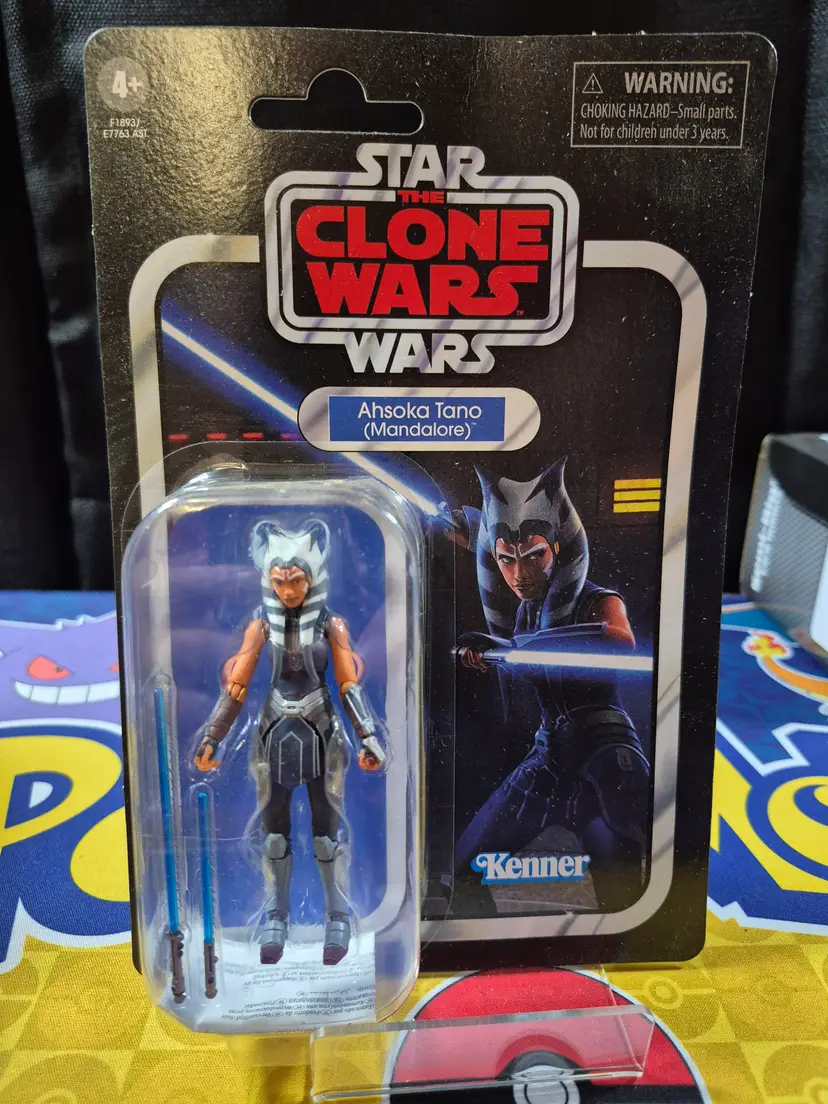 4+
F1893/
E7763 AST
WARNING:
CHOKING HAZARD–Small parts.
Not for children under 3 years.
STAR
THE
CLONE
WARS
WARS
Ahsoka Tano
(Mandalore)™
Kenner